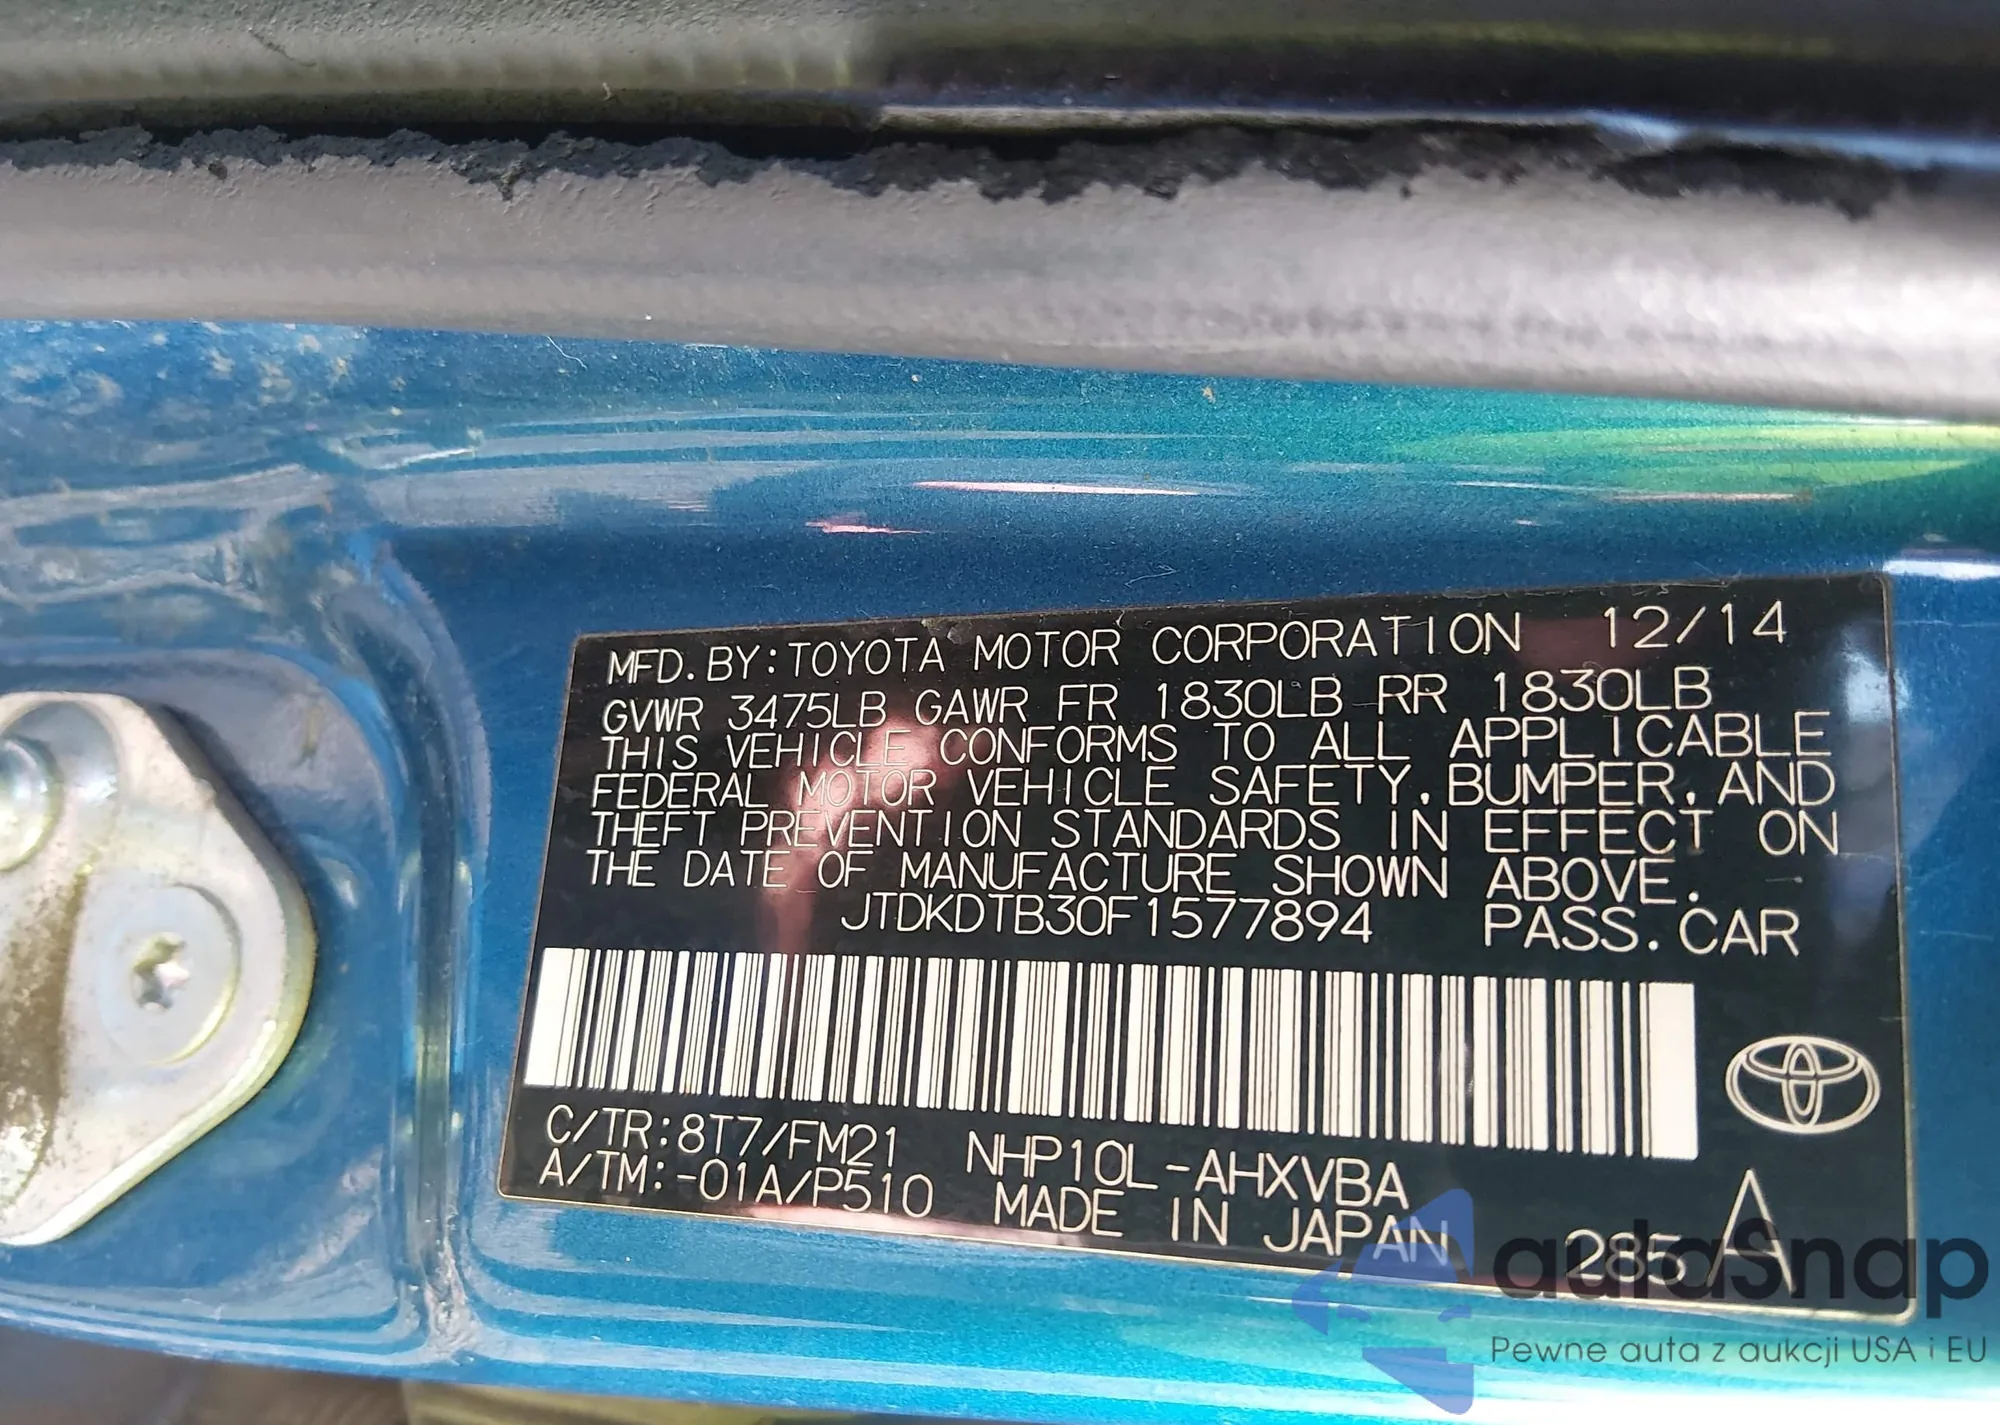 MFD. BY: TOYOTA MOTOR CORPORATION 12/14
GVWR 3475LB GAWR FR 1830LB RR 1830LB
THIS VEHICLE CONFORMS TO ALL APPLICABLE
FEDERAL MOTOR VEHICLE SAFETY, BUMPER, AND
THEFT PREVENTION STANDARDS IN EFFECT ON
THE DATE OF MANUFACTURE SHOWN ABOVE.
JTDKDTB30F1577894 PASS. CAR
C/TR: 8T7/FM21 NHP10L-AHXVBA
A/TM: -01A/P510 MADE IN JAPAN 285 A
autoSnap
Pewne auta z aukcji USA i EU